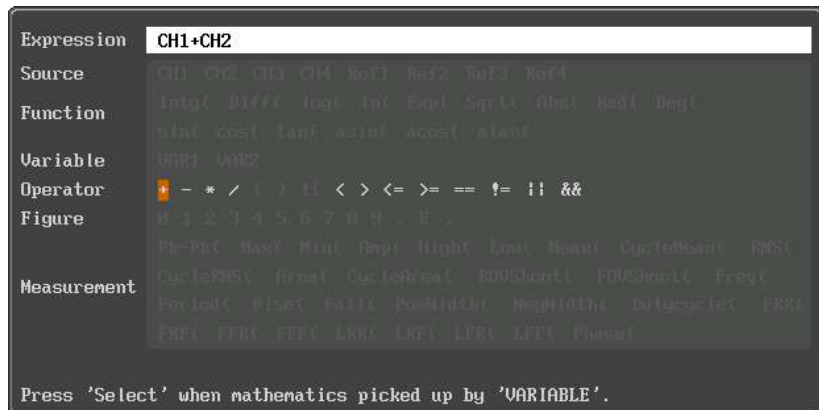 Expression CH1+CH2
Source CH1 CH2 CH3 CH4 Ref1 Ref2 Ref3 Ref4
Function Intg( Diff( log( ln( Exp( Sqrt( Abs( Rad( Deg(
sin( cos( tan( asin( acos( atan(
Variable VAR1 VAR2
Operator + - * / ( ) !( < > <= >= == != || &&
Figure 0 1 2 3 4 5 6 7 8 9 . E
Measurement Pk-Pk( Max( Min( Amp( High( Low( Mean( CycleMean( RMS(
CycleRMS( Area( CycleArea( ROVShoot( FOVShoot( Freq(
Period( Rise( Fall( PosWidth( NegWidth( Dutycycle( FRR(
FRF( FFR( FFF( LRR( LRF( LFR( LFF( Phase(
Press 'Select' when mathematics picked up by 'VARIABLE'.